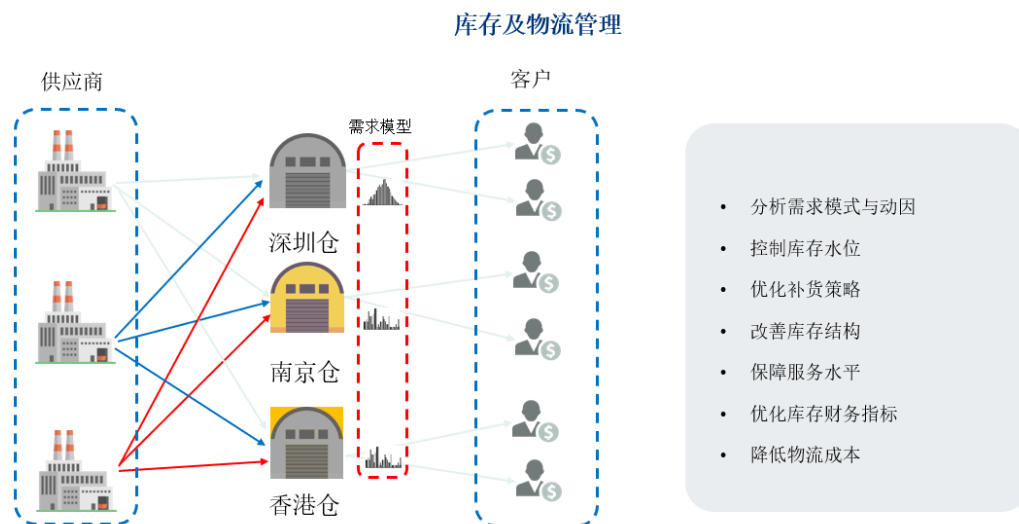 库存及物流管理
供应商
客户
需求模型
深圳仓
南京仓
香港仓
$
$
$
$
$
$
• 分析需求模式与动因
• 控制库存水位
• 优化补货策略
• 改善库存结构
• 保障服务水平
• 优化库存财务指标
• 降低物流成本